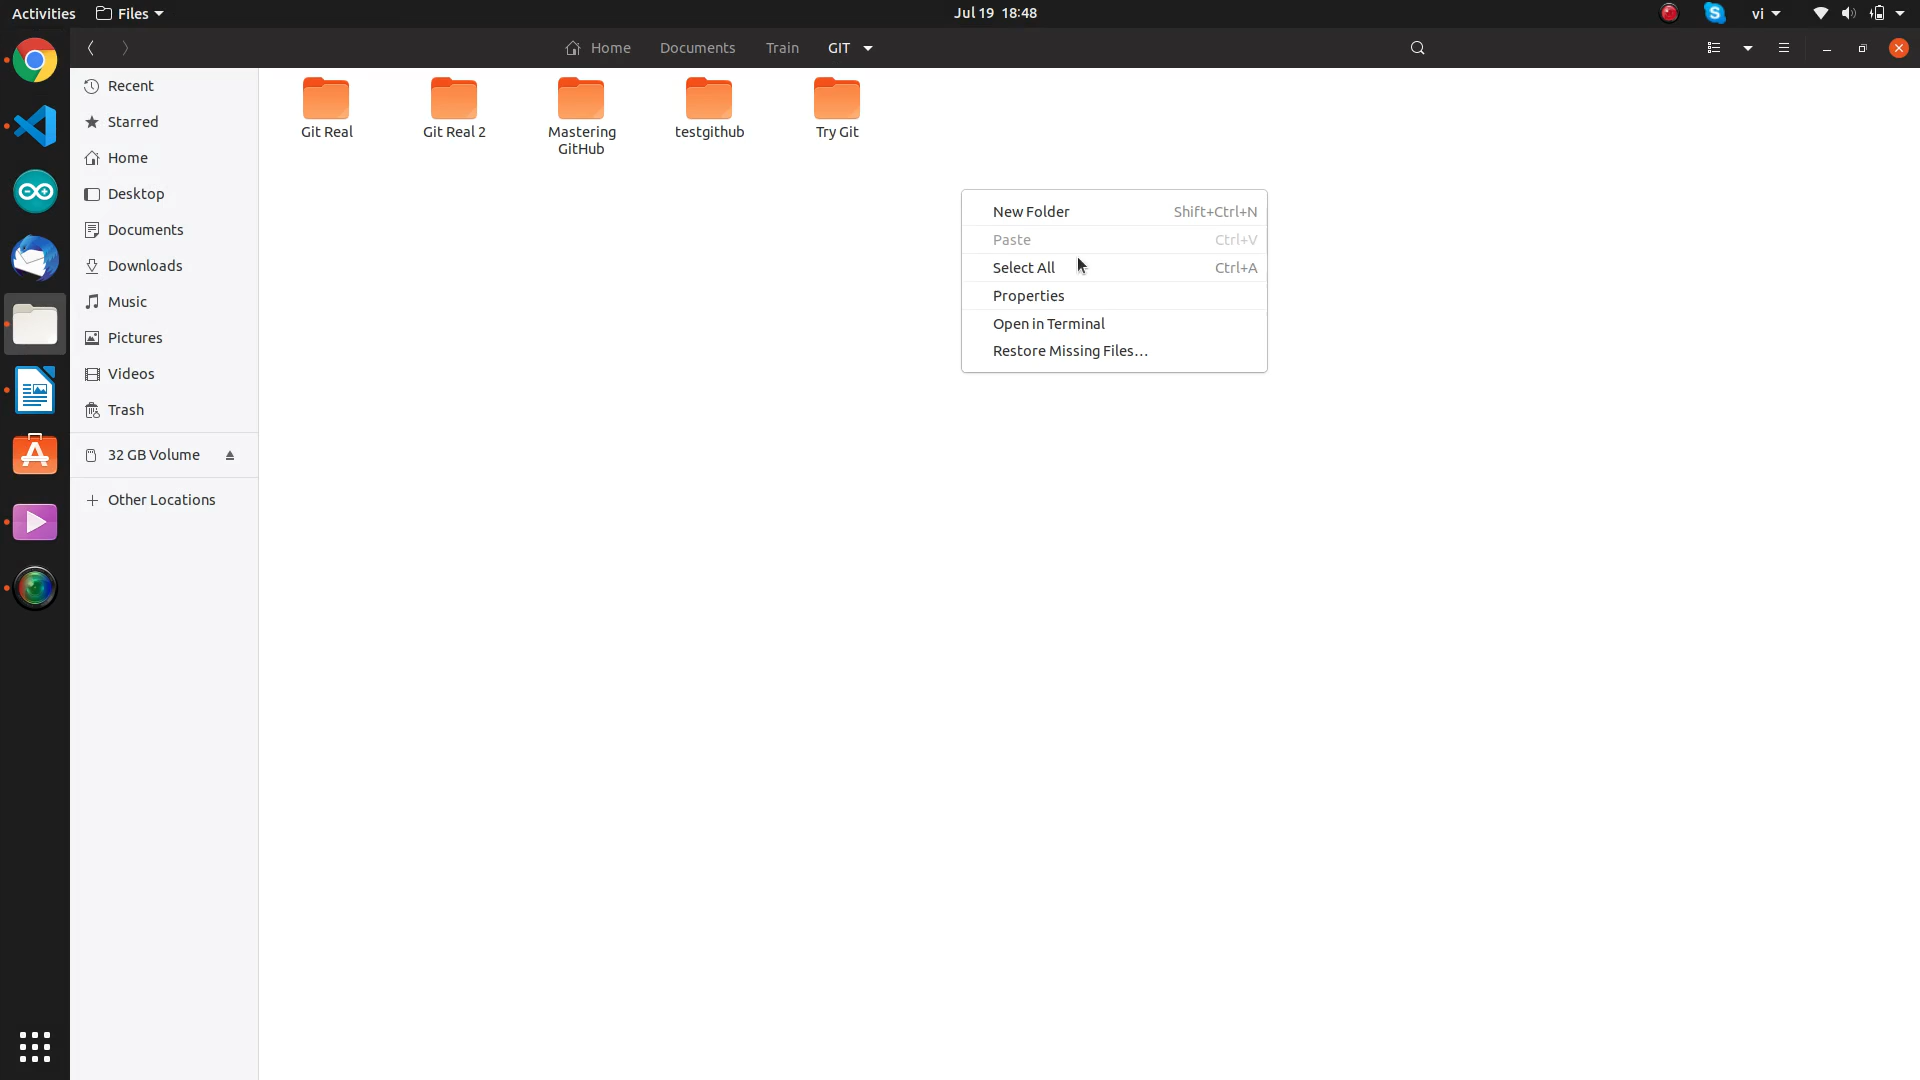 Activities Files Jul 19 18:48 vi
Home Documents Train GIT
Recent
Starred
Home
Desktop
Documents
Downloads
Music
Pictures
Videos
Trash
32 GB Volume
Other Locations
Git Real
Git Real 2
Mastering
GitHub
testgithub
Try Git
New Folder Shift+Ctrl+N
Paste Ctrl+V
Select All Ctrl+A
Properties
Open in Terminal
Restore Missing Files…